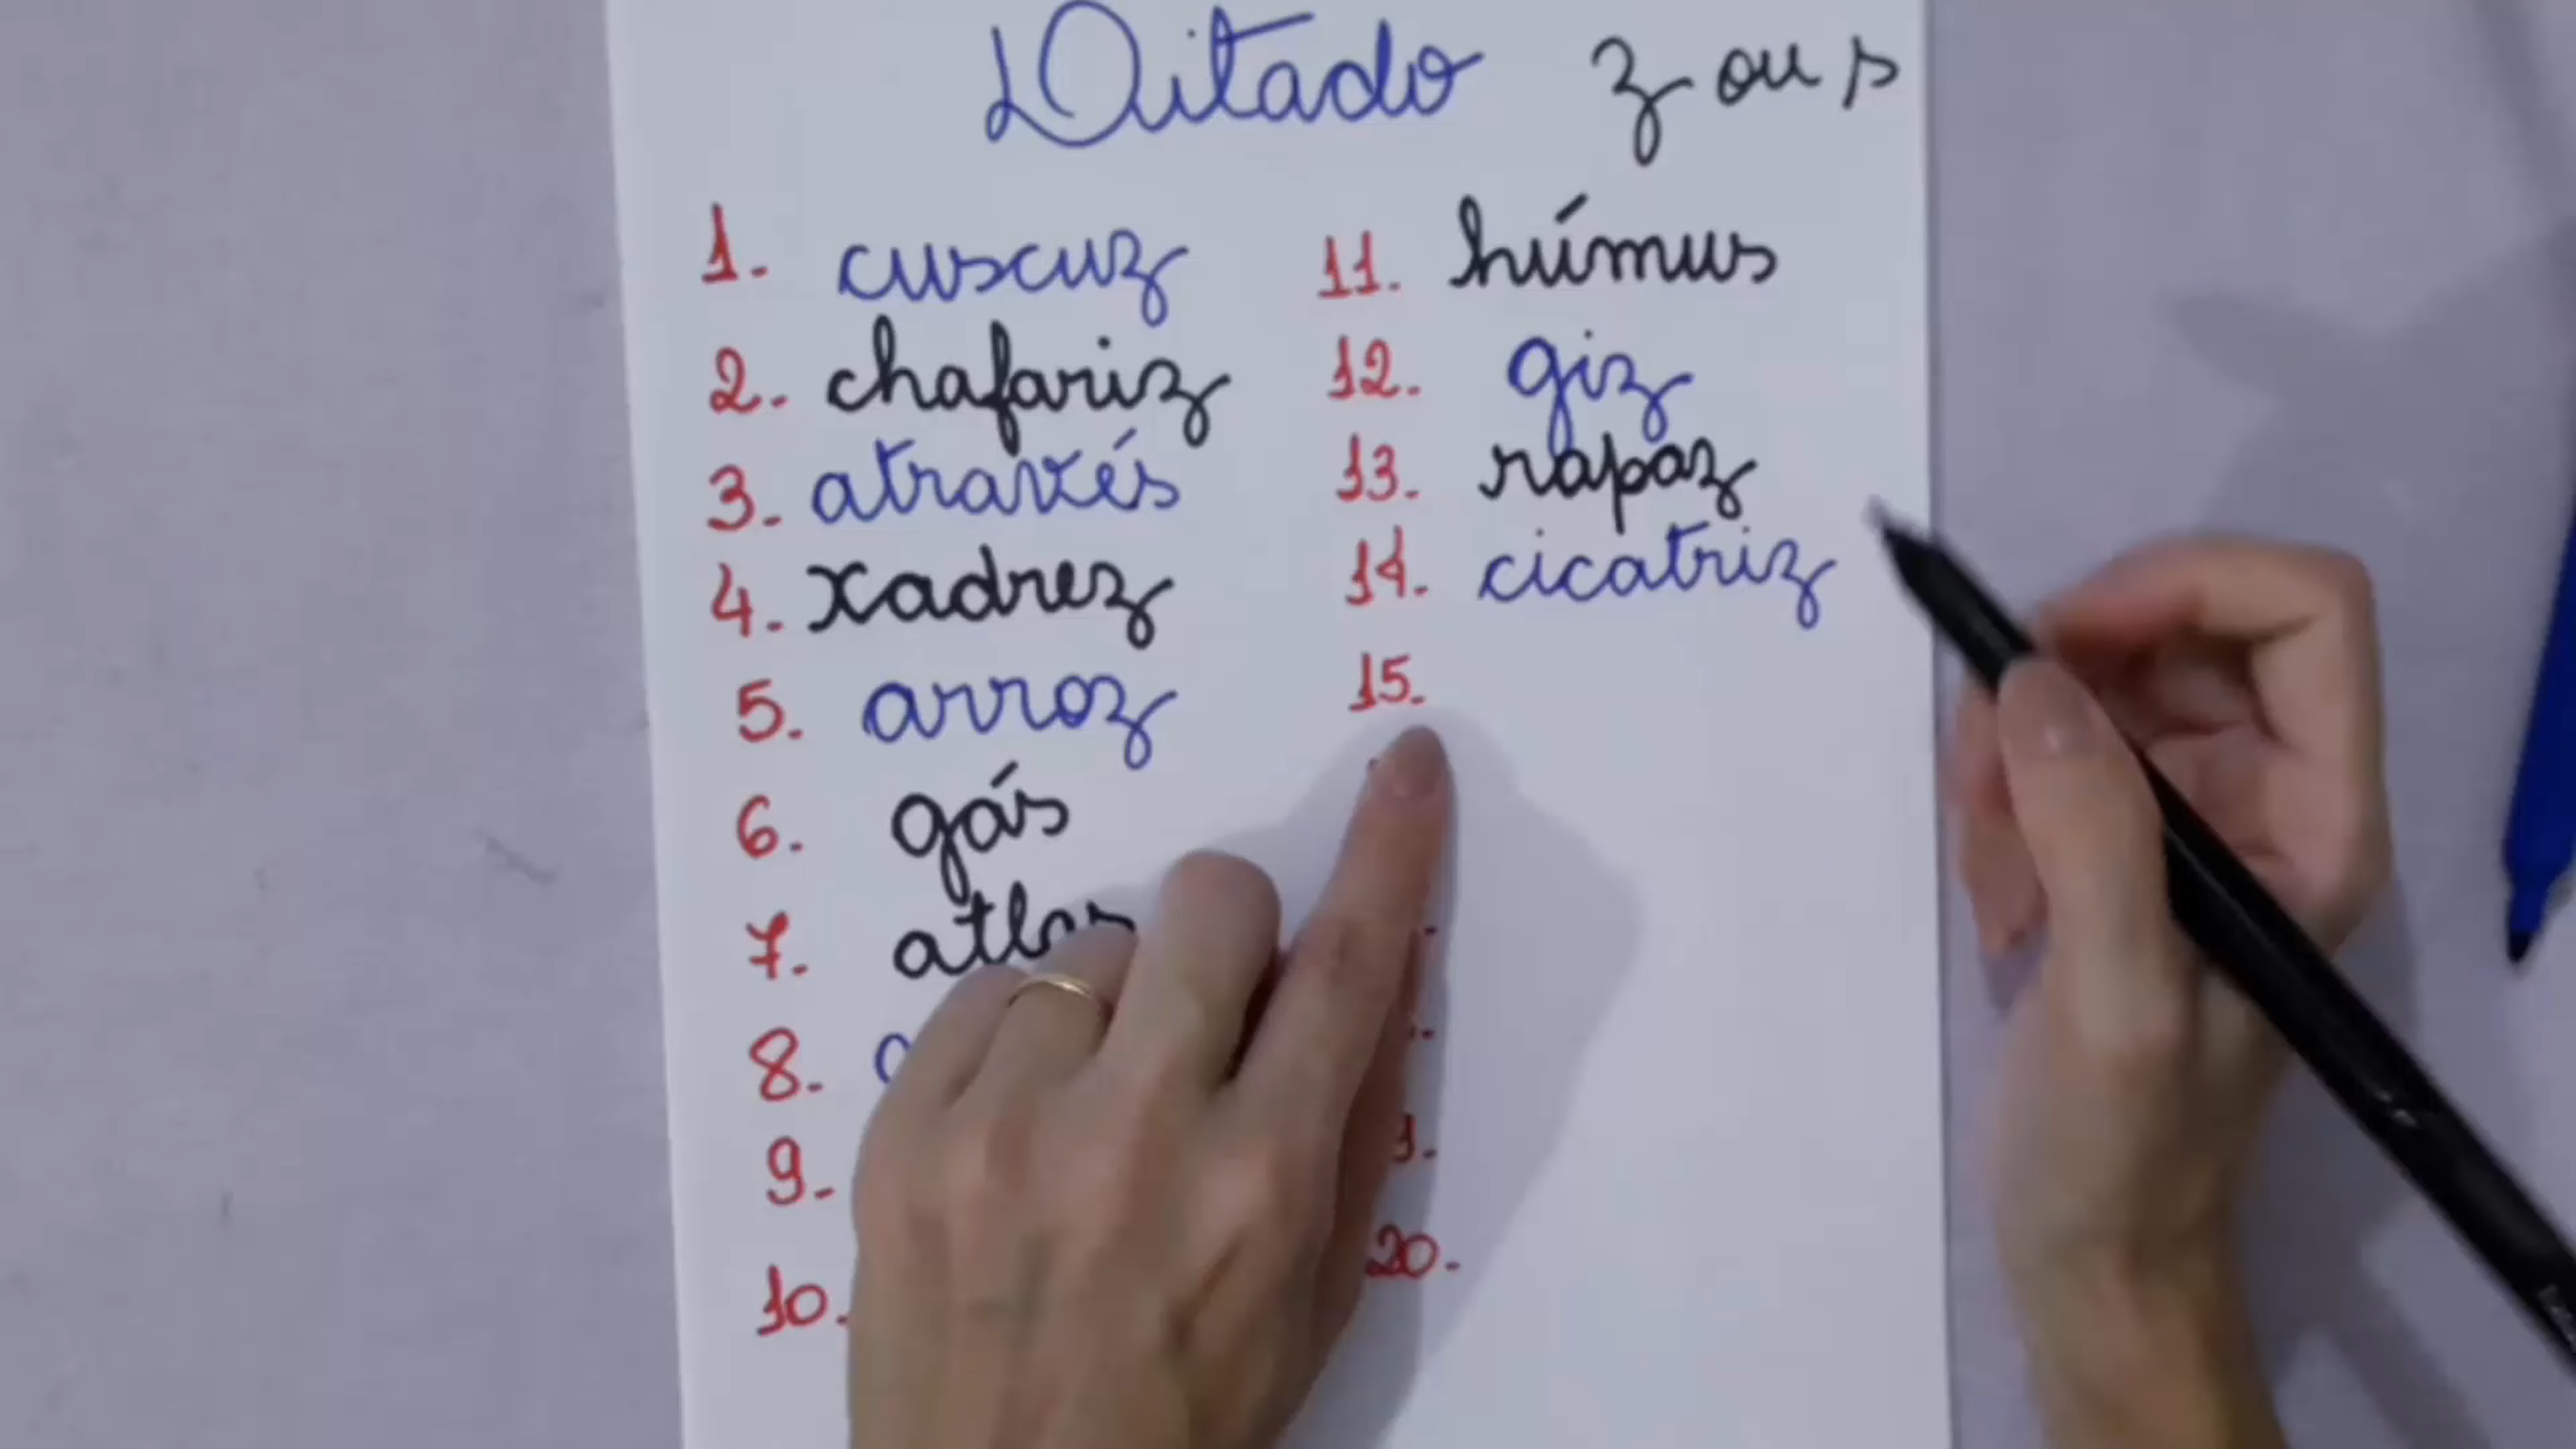 Ditado z ou s
1. cuscuz
2. chafariz
3. através
4. xadrez
5. arroz
6. gás
7. atlas
8.
9.
10.
11. húmus
12. giz
13. rapaz
14. cicatriz
15.
20.